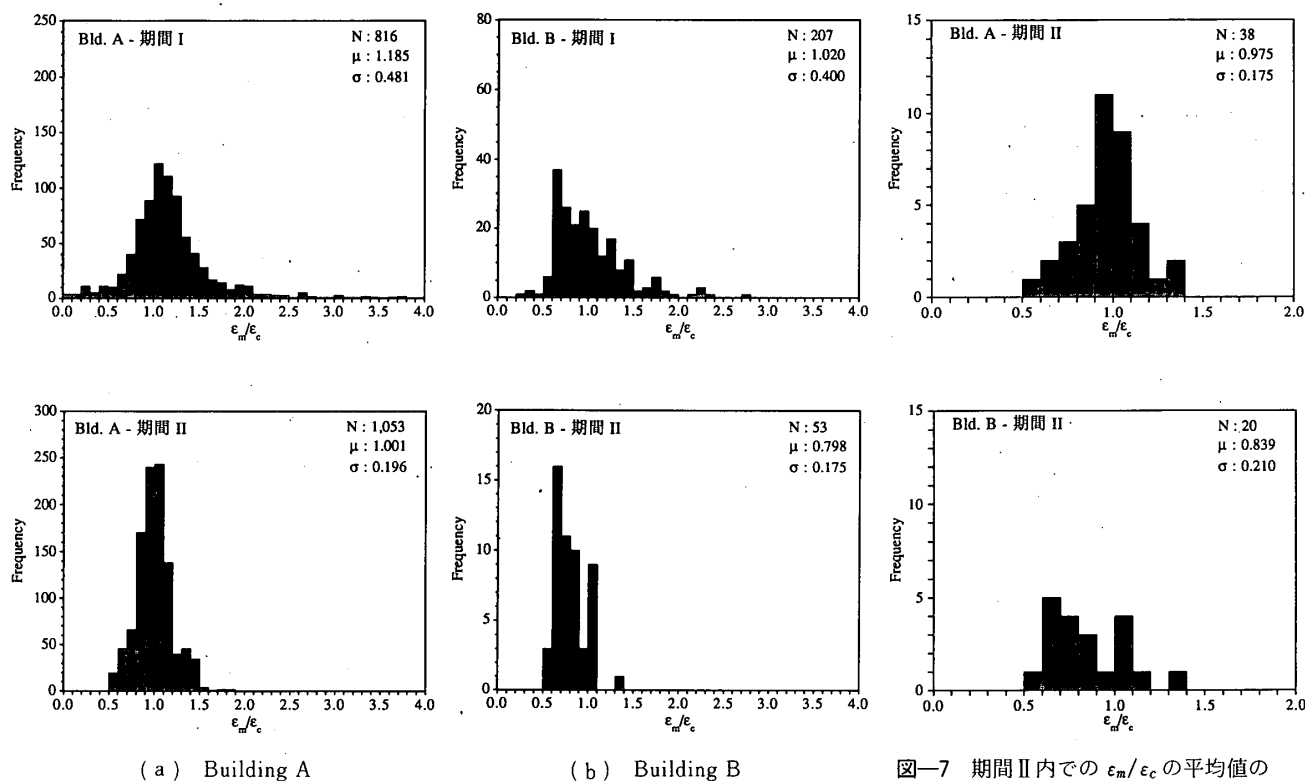 Bld. A - 期間 I
N : 816
μ : 1.185
σ : 0.481
250
200
150
100
50
0
Frequency
0.0 0.5 1.0 1.5 2.0 2.5 3.0 3.5 4.0
εm/εc
Bld. B - 期間 I
N : 207
μ : 1.020
σ : 0.400
80
60
40
20
0
Frequency
0.0 0.5 1.0 1.5 2.0 2.5 3.0 3.5 4.0
εm/εc
Bld. A - 期間 II
N : 38
μ : 0.975
σ : 0.175
15
10
5
0
Frequency
0.0 0.5 1.0 1.5 2.0
εm/εc
Bld. A - 期間 II
N : 1,053
μ : 1.001
σ : 0.196
300
250
200
150
100
50
0
Frequency
0.0 0.5 1.0 1.5 2.0 2.5 3.0 3.5 4.0
εm/εc
(a) Building A
Bld. B - 期間 II
N : 53
μ : 0.798
σ : 0.175
20
15
10
5
0
Frequency
0.0 0.5 1.0 1.5 2.0 2.5 3.0 3.5 4.0
εm/εc
(b) Building B
Bld. B - 期間 II
N : 20
μ : 0.839
σ : 0.210
15
10
5
0
Frequency
0.0 0.5 1.0 1.5 2.0
εm/εc
図—7 期間Ⅱ内での εm/εc の平均値の